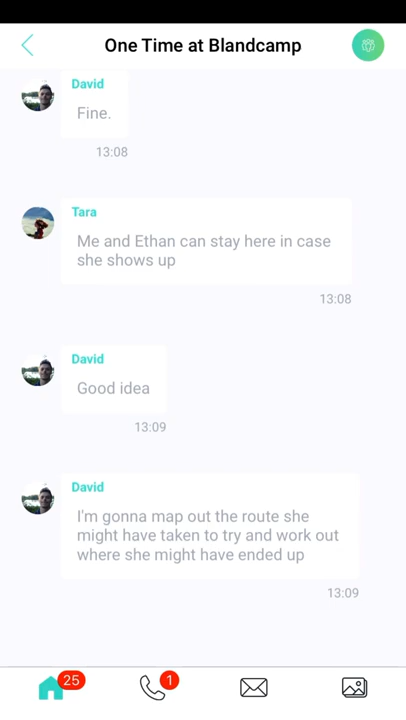 One Time at Blandcamp
David
Fine.
13:08
Tara
Me and Ethan can stay here in case
she shows up
13:08
David
Good idea
13:09
David
I'm gonna map out the route she
might have taken to try and work out
where she might have ended up
13:09
25
1